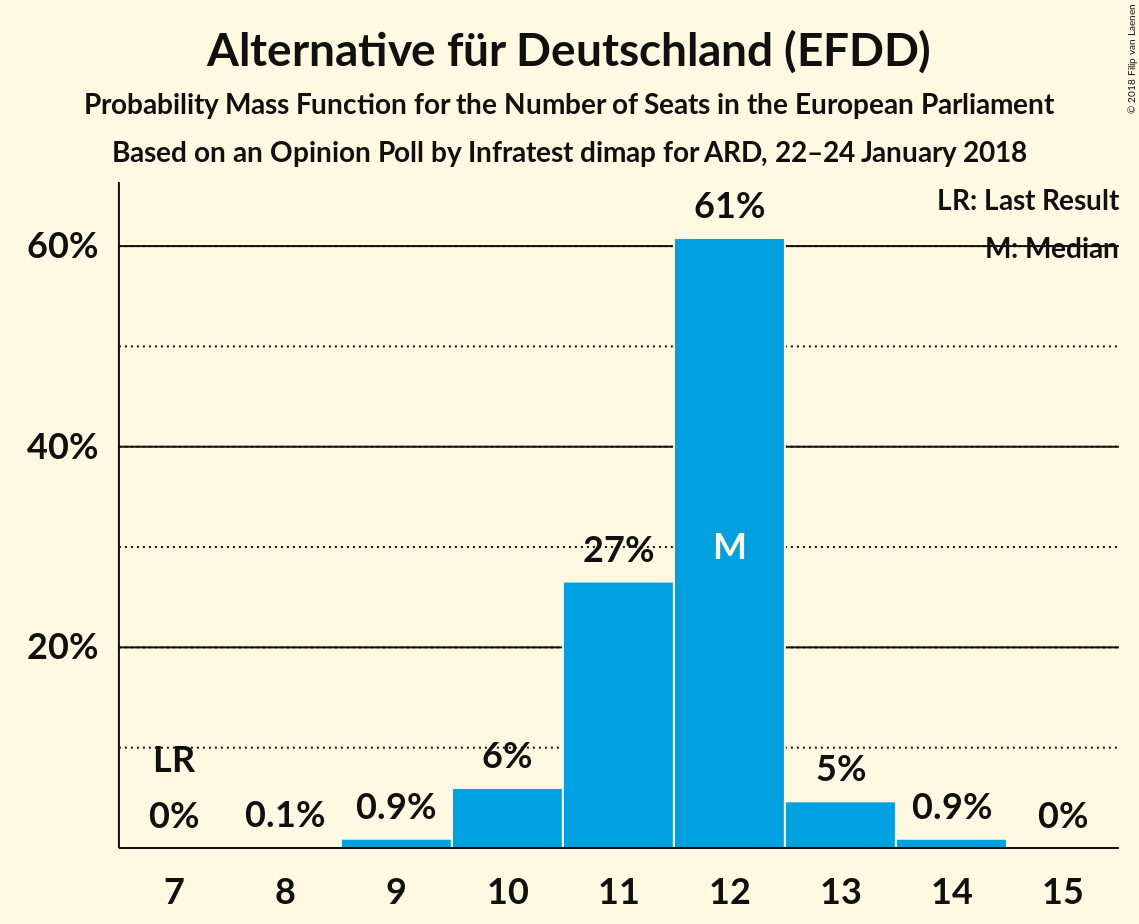 Alternative für Deutschland (EFDD)
Probability Mass Function for the Number of Seats in the European Parliament
Based on an Opinion Poll by Infratest dimap for ARD, 22–24 January 2018
© 2018 Filip van Laenen
LR: Last Result
M: Median
60%
40%
20%
LR
0%
0.1%
0.9%
6%
27%
61%
M
5%
0.9%
0%
7 8 9 10 11 12 13 14 15